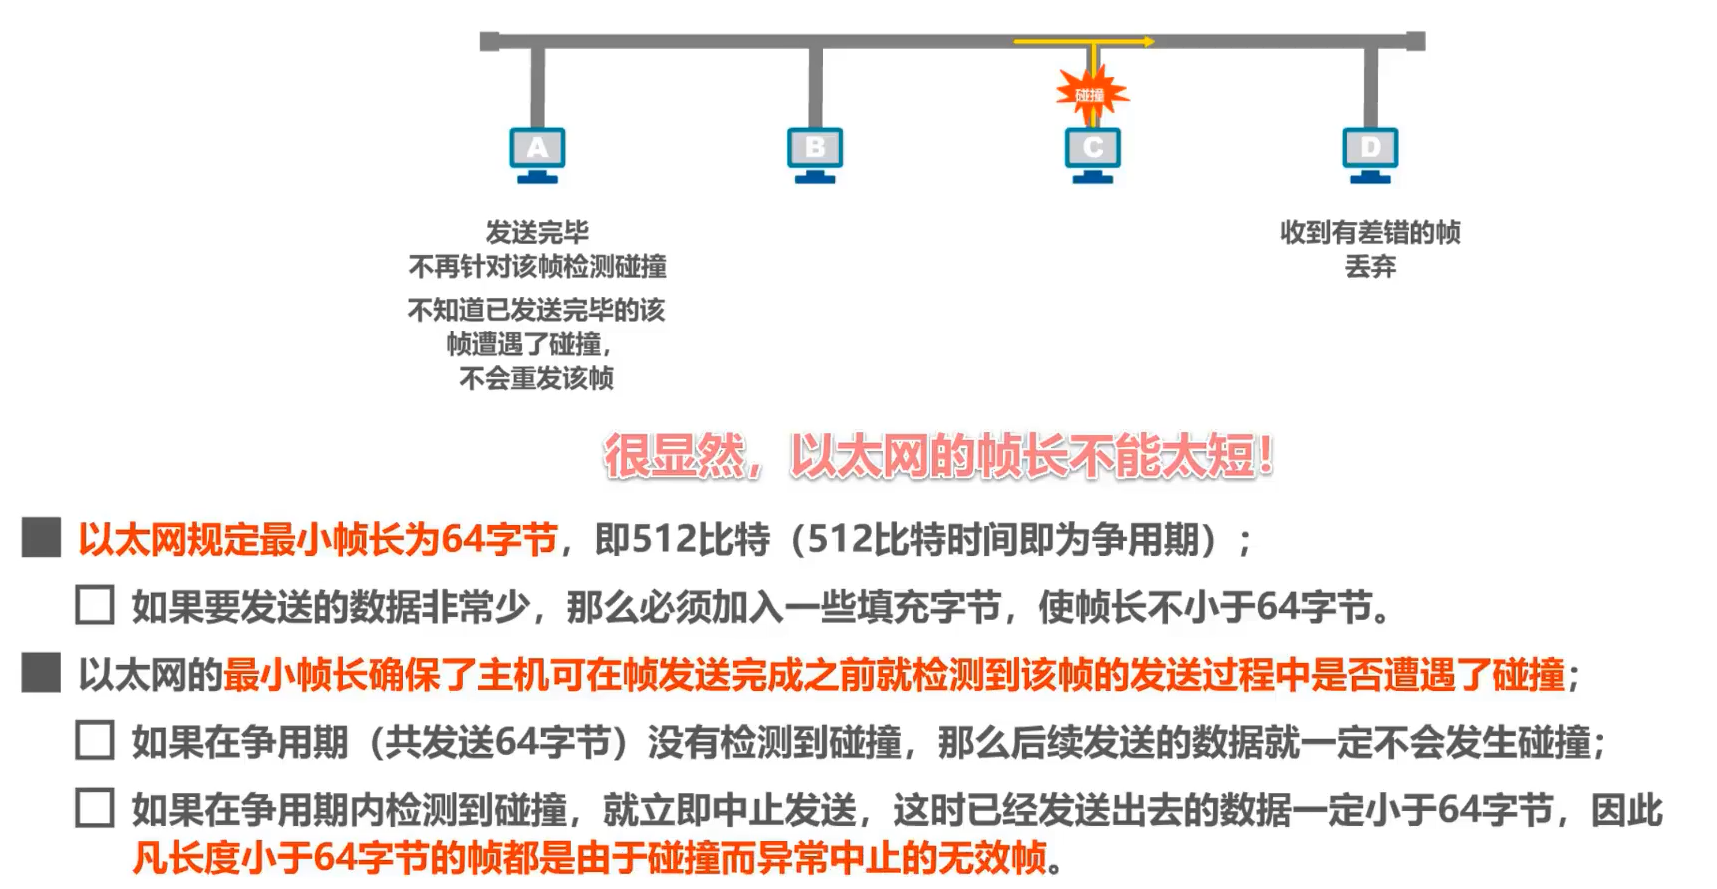 碰撞
A
B
C
D
发送完毕
不再针对该帧检测碰撞
不知道已发送完毕的该
帧遭遇了碰撞，
不会重发该帧
收到有差错的帧
丢弃
很显然，以太网的帧长不能太短！
以太网规定最小帧长为64字节，即512比特（512比特时间即为争用期）；
如果要发送的数据非常少，那么必须加入一些填充字节，使帧长不小于64字节。
以太网的最小帧长确保了主机可在帧发送完成之前就检测到该帧的发送过程中是否遭遇了碰撞；
如果在争用期（共发送64字节）没有检测到碰撞，那么后续发送的数据就一定不会发生碰撞；
如果在争用期内检测到碰撞，就立即中止发送，这时已经发送出去的数据一定小于64字节，因此
凡长度小于64字节的帧都是由于碰撞而异常中止的无效帧。